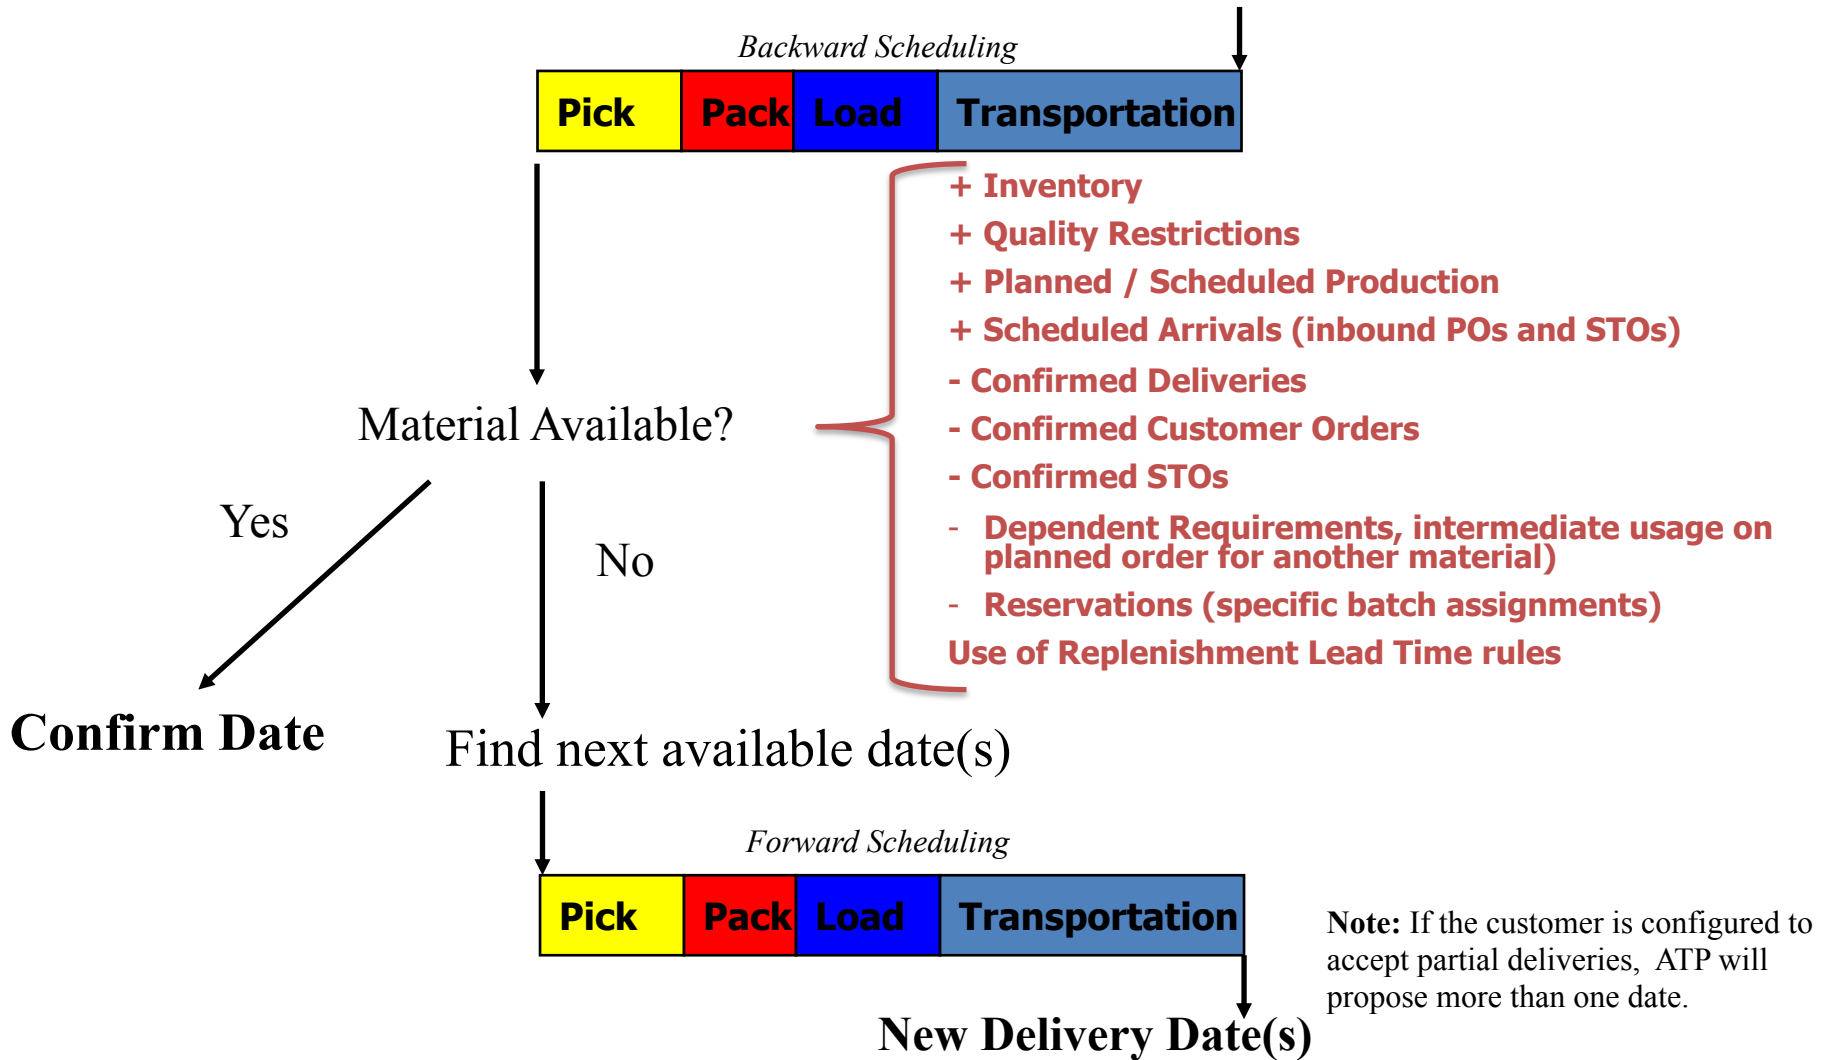 Backward Scheduling
Pick Pack Load Transportation
+ Inventory
+ Quality Restrictions
+ Planned / Scheduled Production
+ Scheduled Arrivals (inbound POs and STOs)
- Confirmed Deliveries
Material Available?
- Confirmed Customer Orders
- Confirmed STOs
Yes
- Dependent Requirements, intermediate usage on
planned order for another material)
No
- Reservations (specific batch assignments)
Use of Replenishment Lead Time rules
Confirm Date
Find next available date(s)
Forward Scheduling
Pick Pack Load Transportation
Note: If the customer is configured to
accept partial deliveries, ATP will
propose more than one date.
New Delivery Date(s)